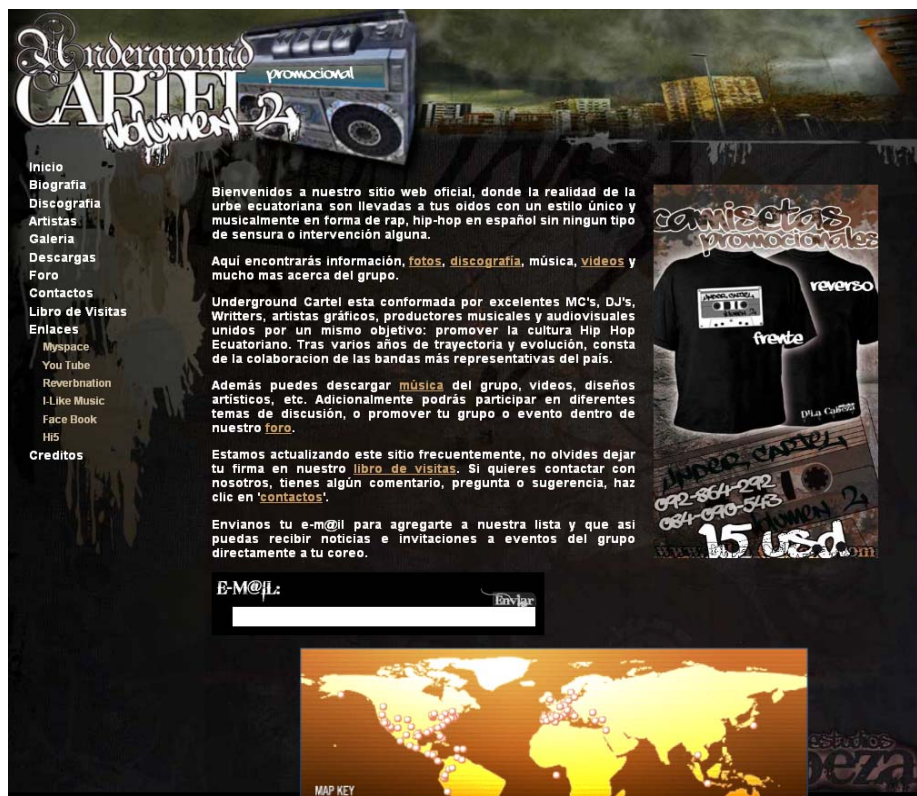 Underground
CARTEL
promocional
Volumen 2
Inicio
Biografia
Discografia
Artistas
Galeria
Descargas
Foro
Contactos
Libro de Visitas
Enlaces
Myspace
You Tube
Reverbnation
I-Like Music
Face Book
Hi5
Creditos
Bienvenidos a nuestro sitio web oficial, donde la realidad de la
urbe ecuatoriana son llevadas a tus oidos con un estilo único y
musicalmente en forma de rap, hip-hop en español sin ningun tipo
de sensura o intervención alguna.
Aquí encontrarás información, fotos, discografía, música, videos y
mucho mas acerca del grupo.
Underground Cartel esta conformada por excelentes MC's, DJ's,
Writters, artistas gráficos, productores musicales y audiovisuales
unidos por un mismo objetivo: promover la cultura Hip Hop
Ecuatoriano. Tras varios años de trayectoria y evolución, consta
de la colaboracion de las bandas más representativas del país.
Además puedes descargar música del grupo, videos, diseños
artísticos, etc. Adicionalmente podrás participar en diferentes
temas de discusión, o promover tu grupo o evento dentro de
nuestro foro.
Estamos actualizando este sitio frecuentemente, no olvides dejar
tu firma en nuestro libro de visitas. Si quieres contactar con
nosotros, tienes algún comentario, pregunta o sugerencia, haz
clic en 'contactos'.
Envianos tu e-m@il para agregarte a nuestra lista y que asi
puedas recibir noticias e invitaciones a eventos del grupo
directamente a tu coreo.
E-M@IL:
Enviar
camisetas
promocionales
reverso
UNDER CARTEL
frente
D'La Cabeza
UNDER CARTEL
092-864-292
084-090-543
Volumen 2
15 usd.
MAP KEY
estudios